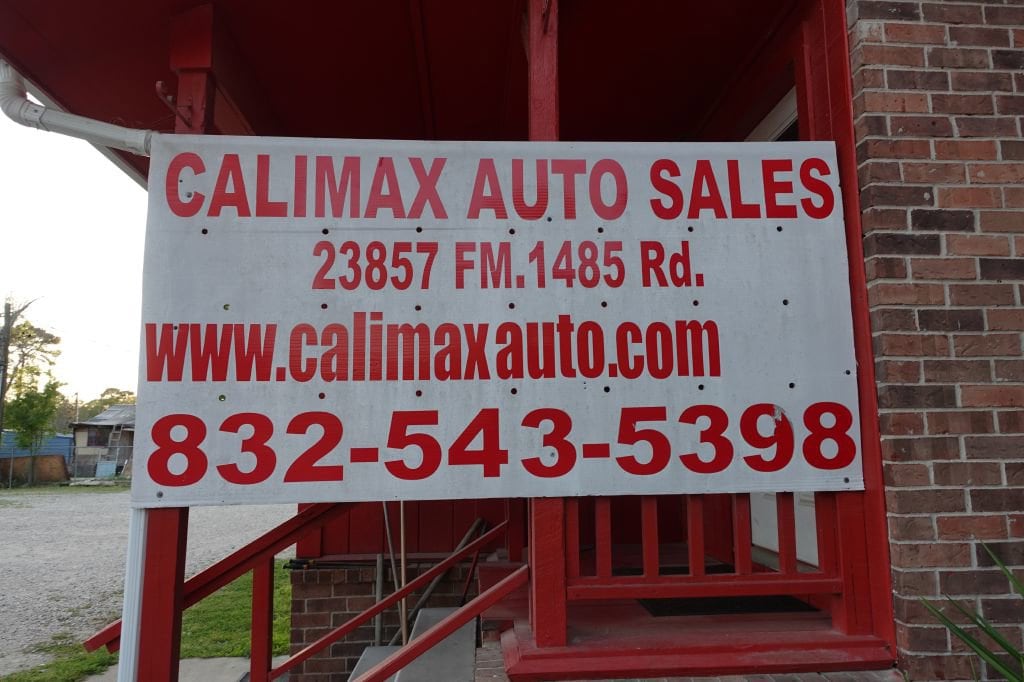 CALIMAX AUTO SALES
23857 FM.1485 Rd.
www.calimaxauto.com
832-543-5398